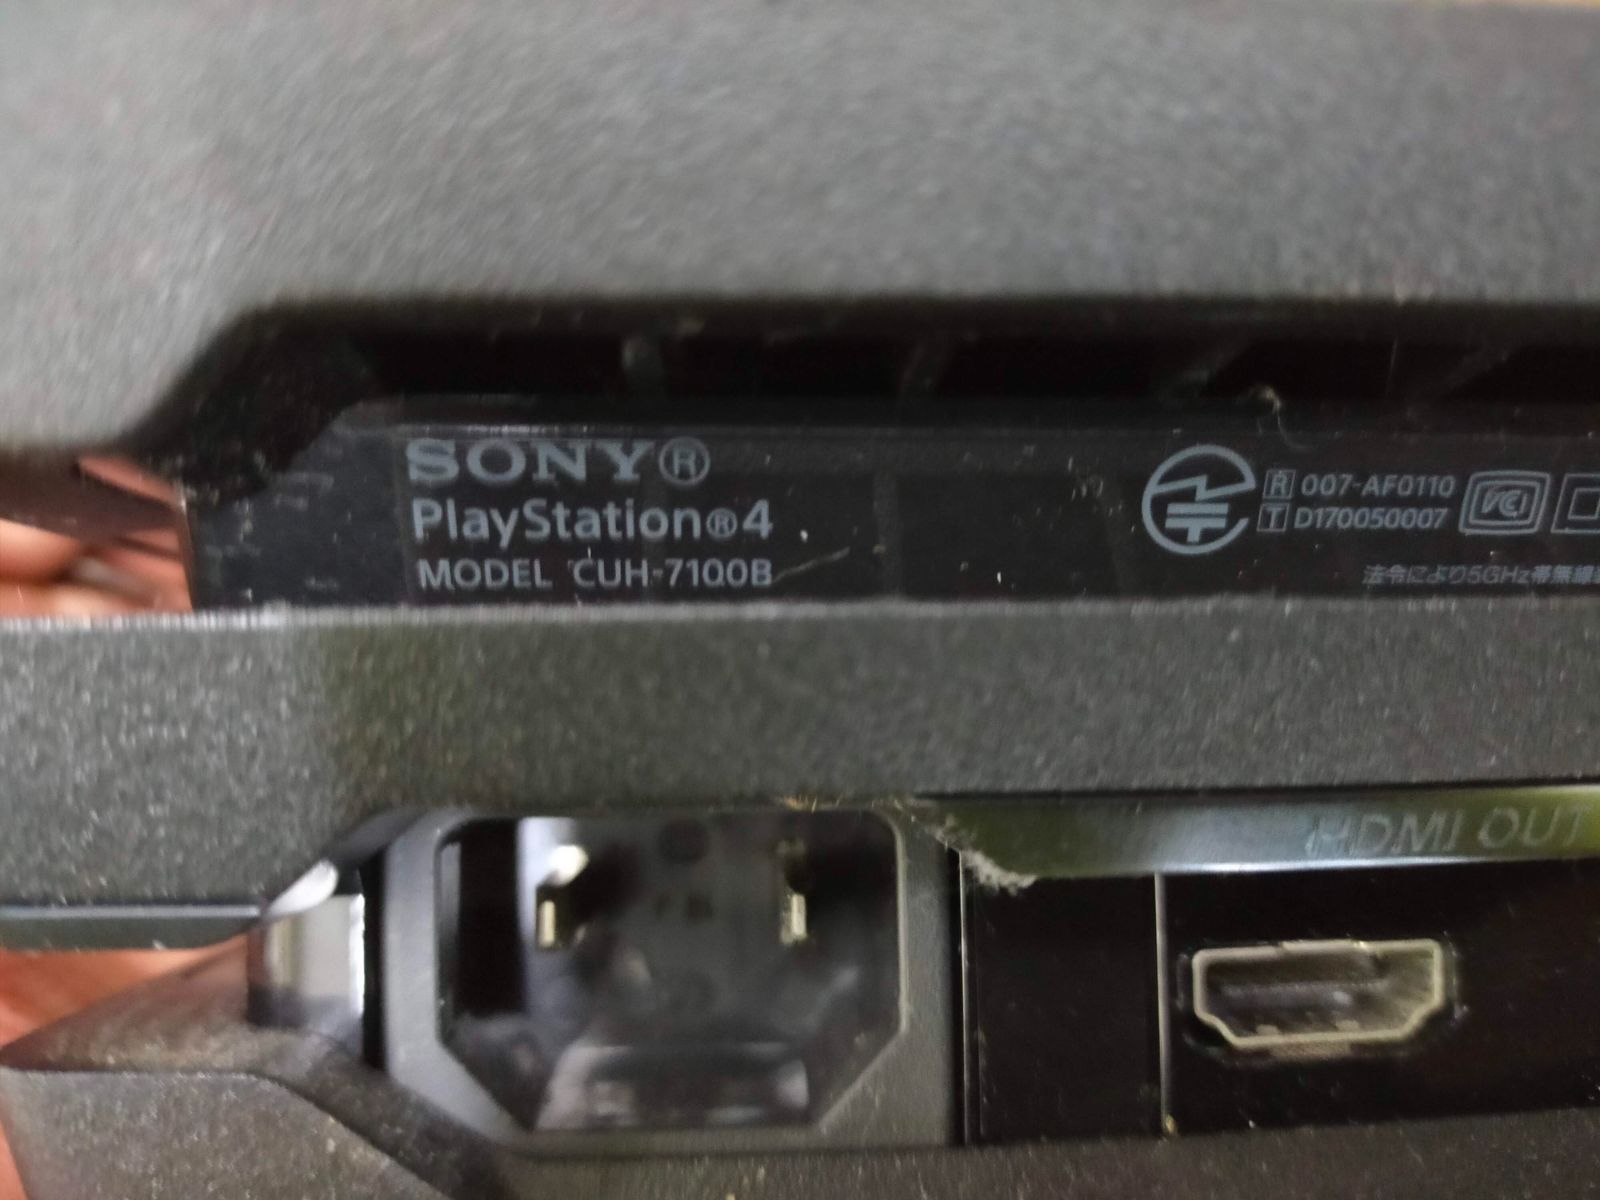 SONY®
PlayStation®4
MODEL CUH-7100B
R 007-AF0110
T D170050007
VCCI
法令により5GHz帯無線
HDMI OUT